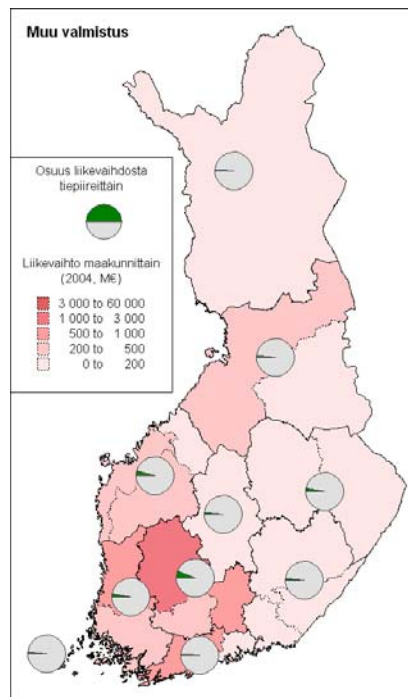 Muu valmistus
Osuus liikevaihdosta
tiepiireittäin
Liikevaihto maakunnittain
(2004, M€)
3 000 to 60 000
1 000 to 3 000
500 to 1 000
200 to 500
0 to 200